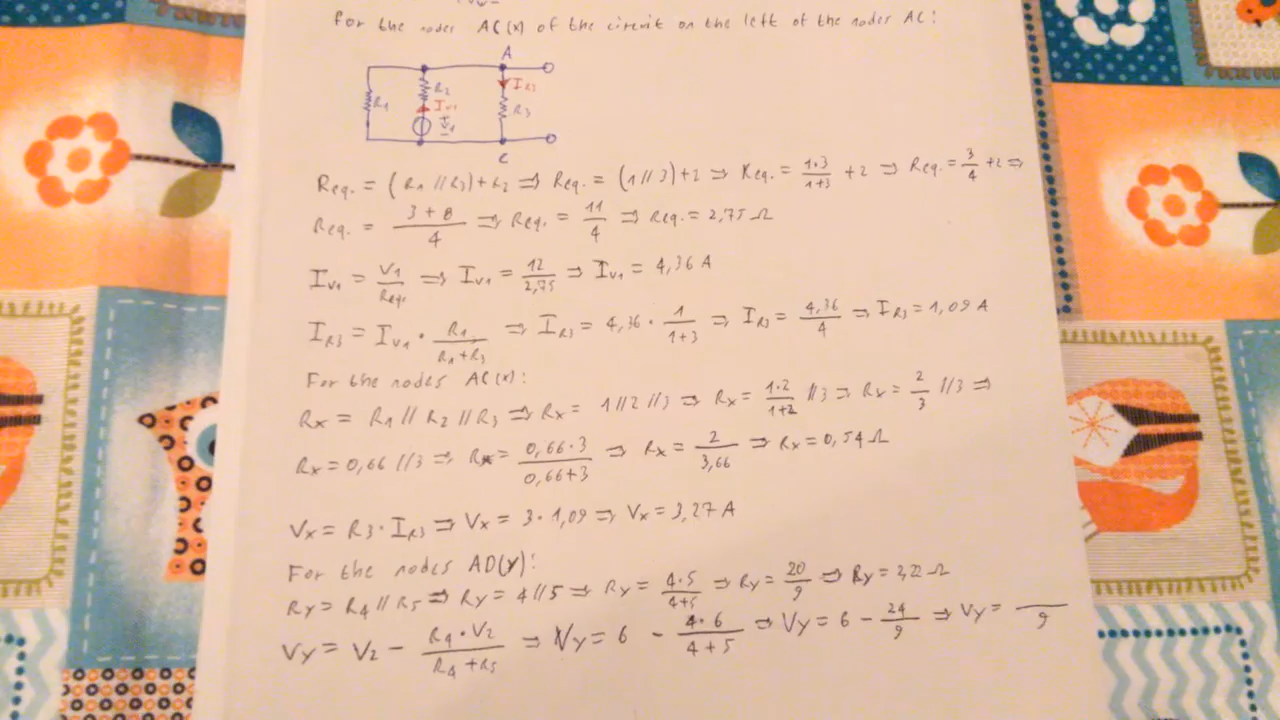 For the nodes AC(x) of the circuit on the left of the nodes AC:
A
R1
R2
IV1
+
V1
-
IR3
R3
C
Req. = (R1 // R3) + R2 ⇒ Req. = (1 // 3) + 2 ⇒ Req. = 1·3/1+3 + 2 ⇒ Req. = 3/4 + 2 ⇒
Req. = 3+8/4 ⇒ Req. = 11/4 ⇒ Req. = 2,75 Ω
IV1 = V1/Req. ⇒ IV1 = 12/2,75 ⇒ IV1 = 4,36 A
IR3 = IV1 · R1/R1+R3 ⇒ IR3 = 4,36 · 1/1+3 ⇒ IR3 = 4,36/4 ⇒ IR3 = 1,09 A
For the nodes AC(x):
Rx = R1 // R2 // R3 ⇒ Rx = 1 // 2 // 3 ⇒ Rx = 1·2/1+2 // 3 ⇒ Rx = 2/3 // 3 ⇒
Rx = 0,66 // 3 ⇒ Rx = 0,66·3/0,66+3 ⇒ Rx = 2/3,66 ⇒ Rx = 0,54 Ω
Vx = R3 · IR3 ⇒ Vx = 3 · 1,09 ⇒ Vx = 3,27 A
For the nodes AD(y):
Ry = R4 // R5 ⇒ Ry = 4 // 5 ⇒ Ry = 4·5/4+5 ⇒ Ry = 20/9 ⇒ Ry = 2,2 Ω
Vy = V2 - R4·V2/R4+R5 ⇒ Vy = 6 - 4·6/4+5 ⇒ Vy = 6 - 24/9 ⇒ Vy = /9